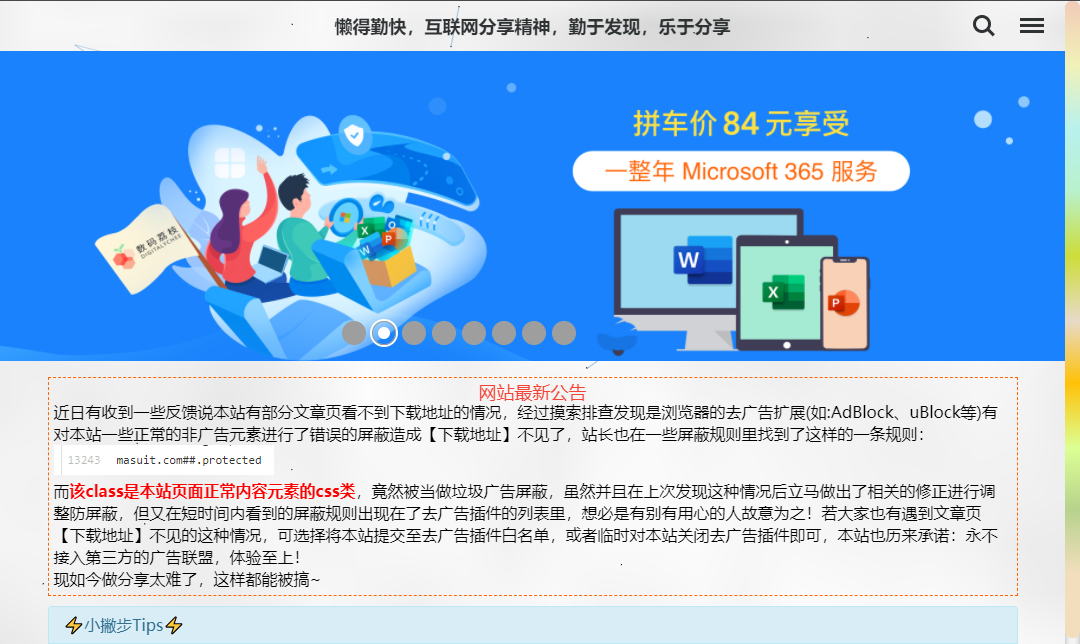 懒得勤快，互联网分享精神，勤于发现，乐于分享
拼车价 84 元享受
一整年 Microsoft 365 服务
数码荔枝
DIGITALYCHEE
X
O
P
W
W
X
P
网站最新公告
近日有收到一些反馈说本站有部分文章页看不到下载地址的情况，经过摸索排查发现是浏览器的去广告扩展(如:AdBlock、uBlock等)有
对本站一些正常的非广告元素进行了错误的屏蔽造成【下载地址】不见了，站长也在一些屏蔽规则里找到了这样的一条规则：
13243 masuit.com##.protected
而该class是本站页面正常内容元素的css类，竟然被当做垃圾广告屏蔽，虽然并且在上次发现这种情况后立马做出了相关的修正进行调
整防屏蔽，但又在短时间内看到的屏蔽规则出现在了去广告插件的列表里，想必是有别有用心的人故意为之！若大家也有遇到文章页
【下载地址】不见的这种情况，可选择将本站提交至去广告插件白名单，或者临时对本站关闭去广告插件即可，本站也历来承诺：永不
接入第三方的广告联盟，体验至上！
现如今做分享太难了，这样都能被搞~
⚡小撇步Tips⚡